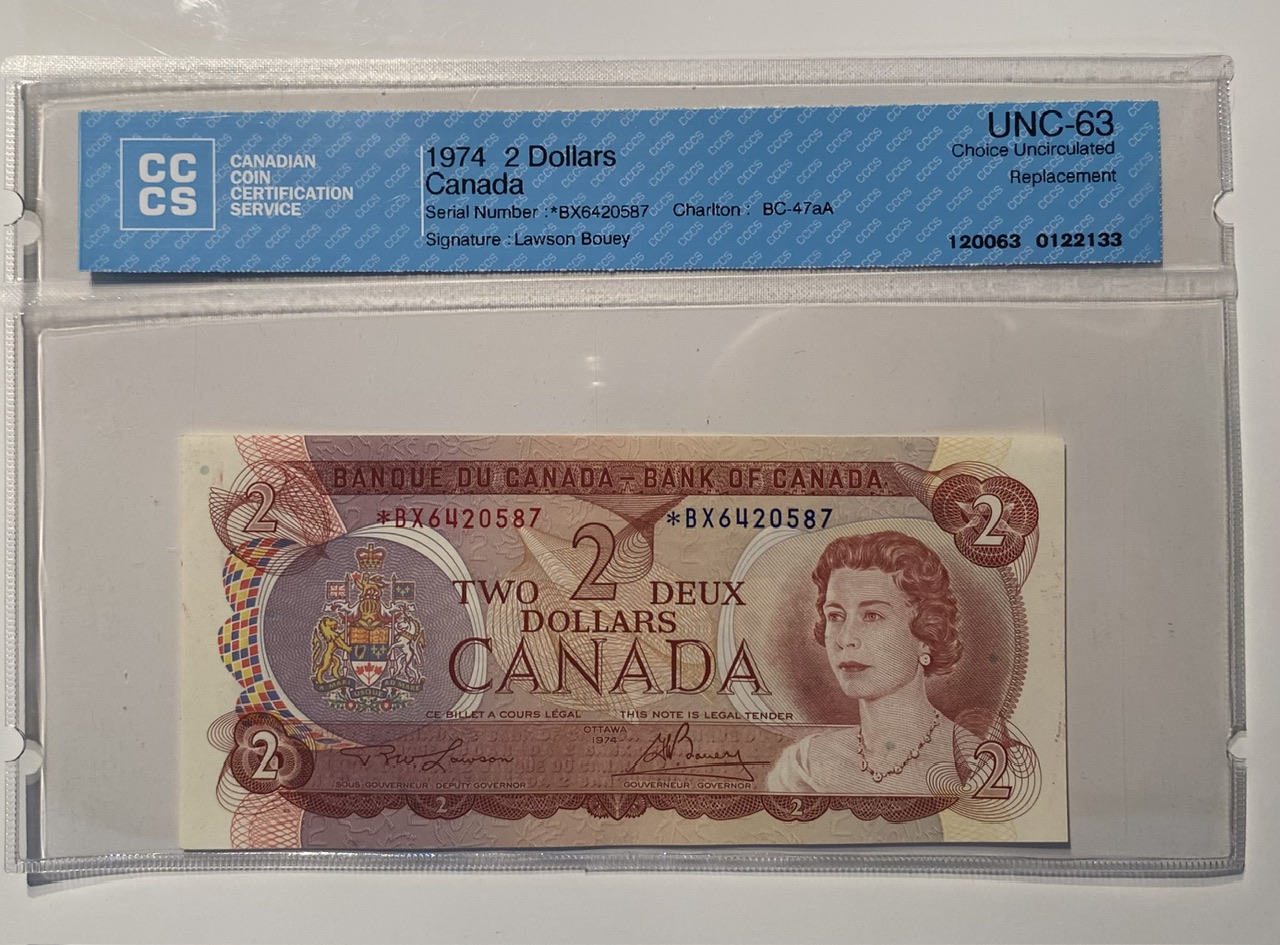 CC
CS
CANADIAN
COIN
CERTIFICATION
SERVICE
1974 2 Dollars
Canada
Serial Number :*BX6420587 Charlton : BC-47aA
Signature : Lawson Bouey
UNC-63
Choice Uncirculated
Replacement
120063 0122133
BANQUE DU CANADA – BANK OF CANADA
2 2
*BX6420587 *BX6420587
2
TWO DEUX
DOLLARS
CANADA
CE BILLET A COURS LÉGAL THIS NOTE IS LEGAL TENDER
OTTAWA
1974
Lawson Bouey
2 2
SOUS-GOUVERNEUR DEPUTY GOVERNOR GOUVERNEUR GOVERNOR
2 2